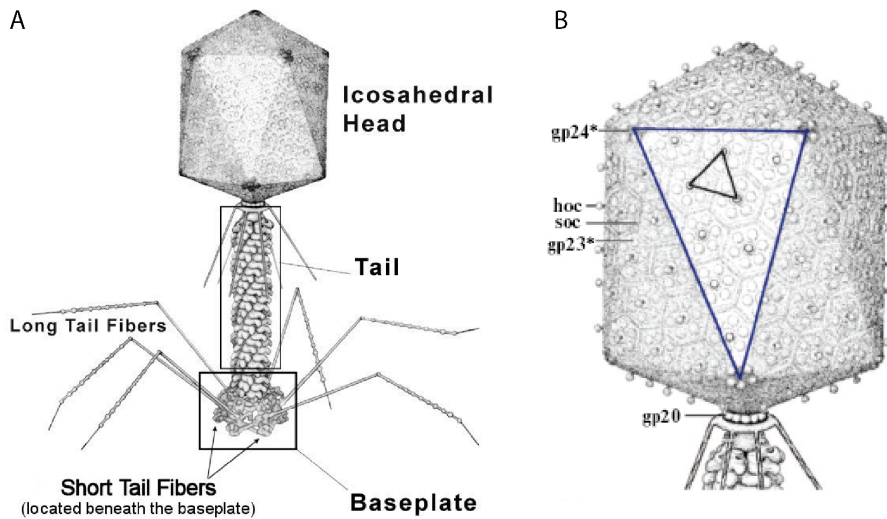 A
Icosahedral
Head
Tail
Long Tail Fibers
Short Tail Fibers
(located beneath the baseplate)
Baseplate
B
gp24*
hoc
soc
gp23*
gp20